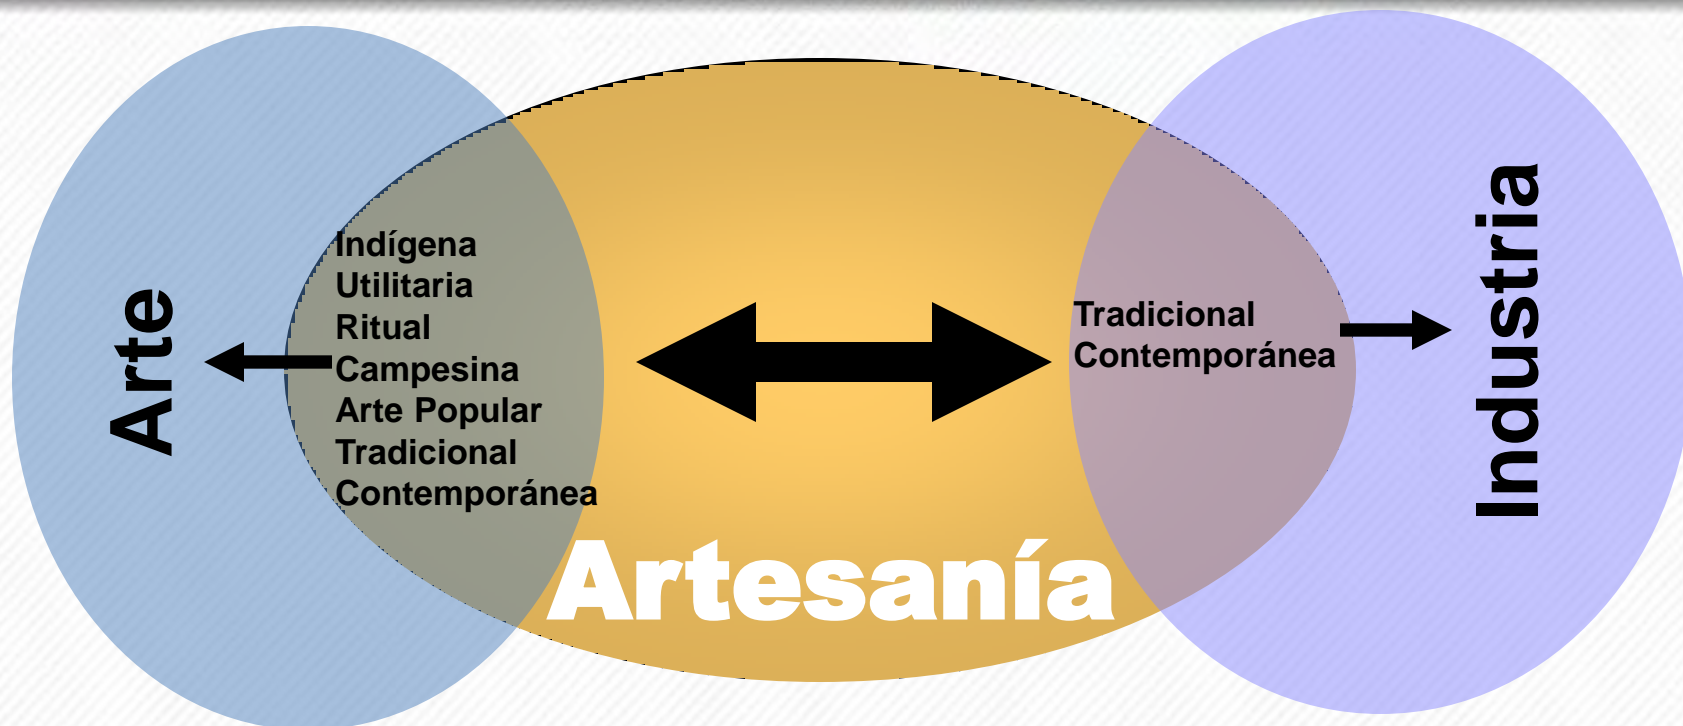 Arte
Indígena
Utilitaria
Ritual
Campesina
Arte Popular
Tradicional
Contemporánea
Artesanía
Tradicional
Contemporánea
Industria